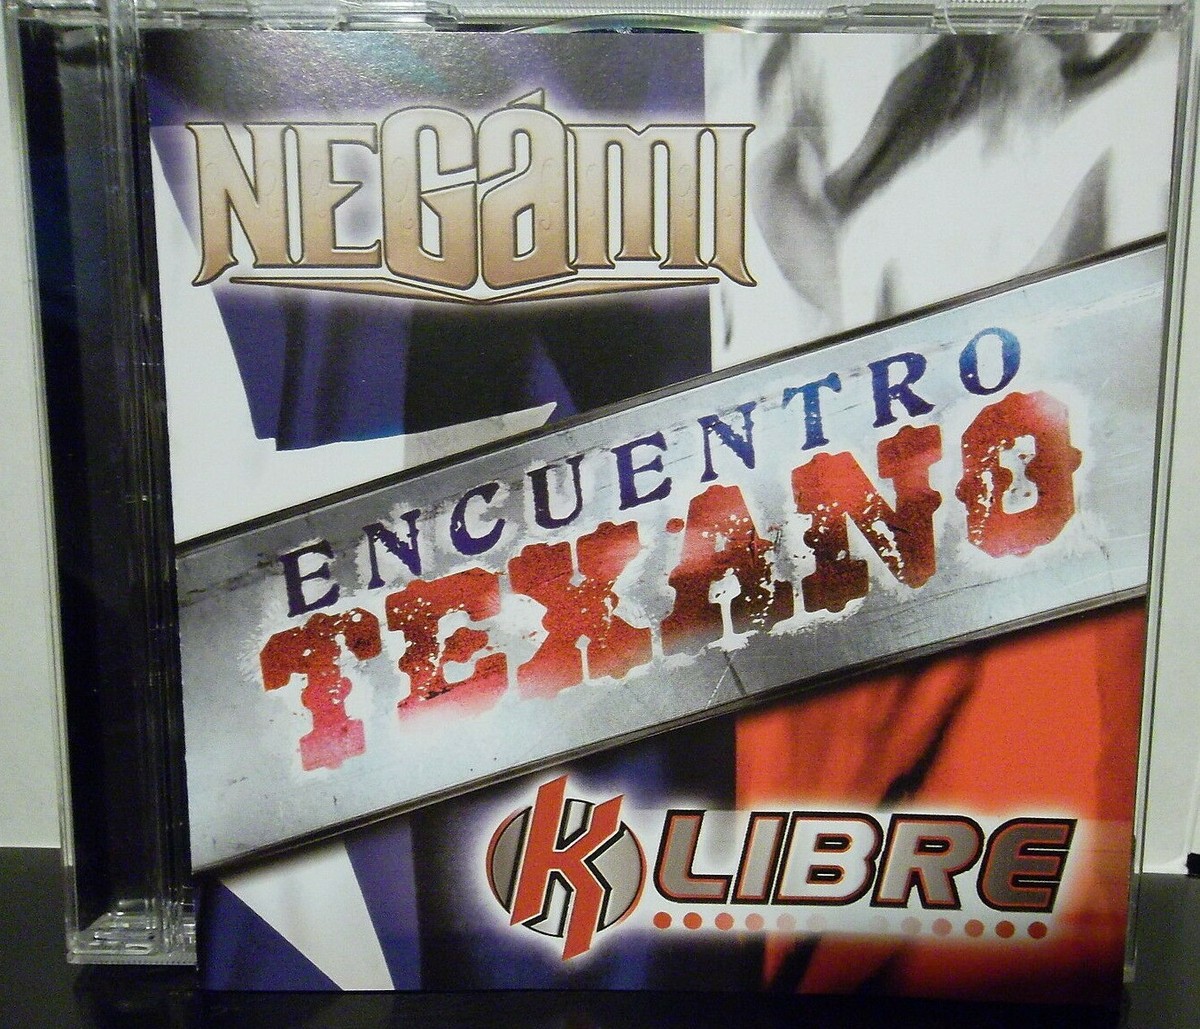 NEGáMI
ENCUENTRO
TEXANO
K LIBRE